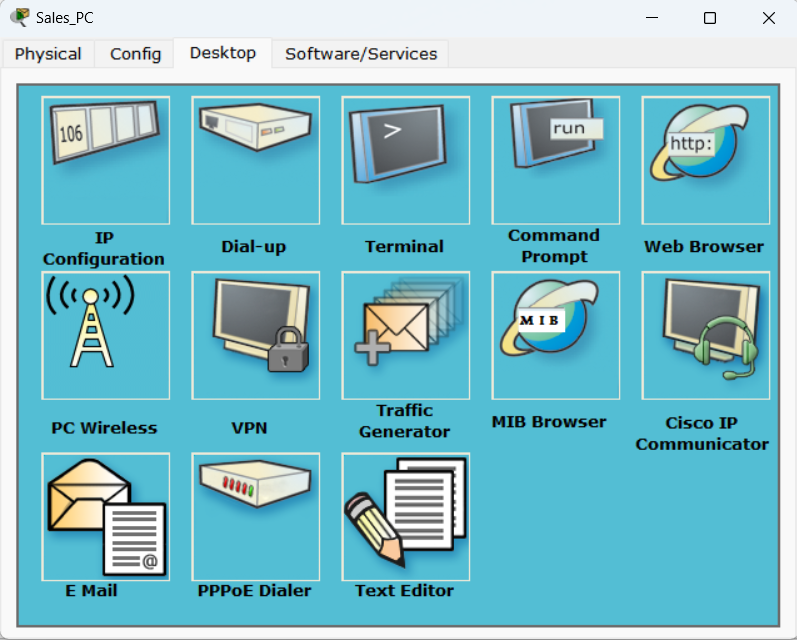 Sales_PC
Physical Config Desktop Software/Services
106
>
run
http:
IP
Configuration
Dial-up
Terminal
Command
Prompt
Web Browser
MIB
PC Wireless
VPN
Traffic
Generator
MIB Browser
Cisco IP
Communicator
@
E Mail
PPPoE Dialer
Text Editor